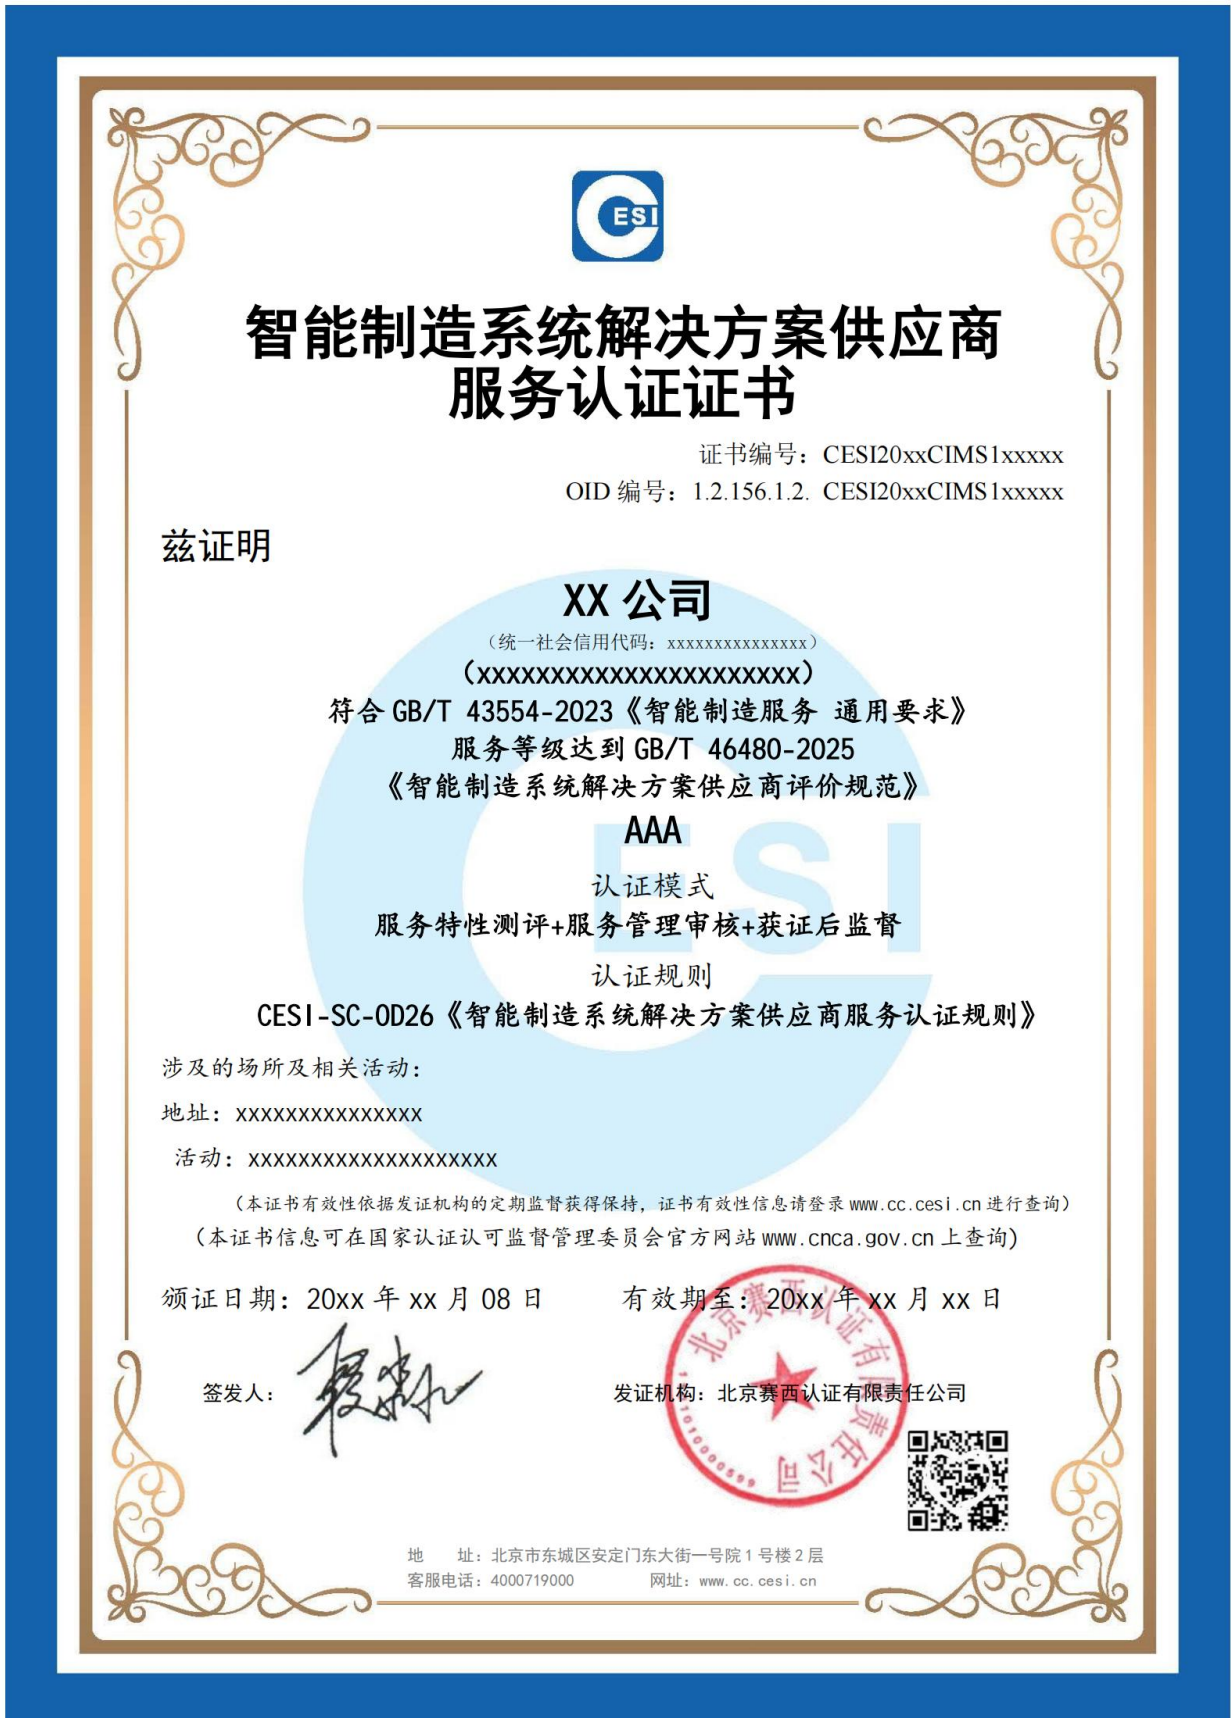 CESI
智能制造系统解决方案供应商
服务认证证书
证书编号：CESI20xxCIMS1xxxxx
OID 编号：1.2.156.1.2. CESI20xxCIMS1xxxxx
兹证明
XX 公司
（统一社会信用代码：xxxxxxxxxxxxxxx）
（xxxxxxxxxxxxxxxxxxxxxx）
符合 GB/T 43554-2023《智能制造服务 通用要求》
服务等级达到 GB/T 46480-2025
《智能制造系统解决方案供应商评价规范》
AAA
认证模式
服务特性测评+服务管理审核+获证后监督
认证规则
CESI-SC-OD26《智能制造系统解决方案供应商服务认证规则》
涉及的场所及相关活动：
地址：xxxxxxxxxxxxxxx
活动：xxxxxxxxxxxxxxxxxxxx
（本证书有效性依据发证机构的定期监督获得保持，证书有效性信息请登录 www.cc.cesi.cn 进行查询）
（本证书信息可在国家认证认可监督管理委员会官方网站 www.cnca.gov.cn 上查询)
颁证日期：20xx 年 xx 月 08 日 有效期至：20xx 年 xx 月 xx 日
签发人： 发证机构：北京赛西认证有限责任公司
北京赛西认证有限责任公司
地 址：北京市东城区安定门东大街一号院 1 号楼 2 层
客服电话：4000719000 网址：www.cc.cesi.cn